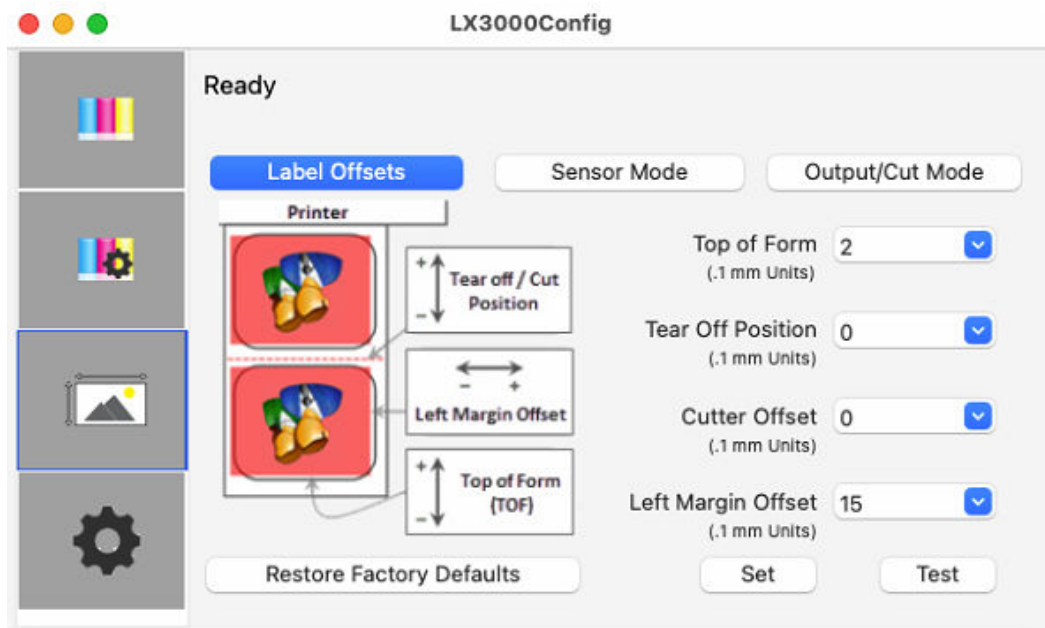 LX3000Config
Ready
Label Offsets
Sensor Mode
Output/Cut Mode
Printer
+
Tear off / Cut
Position
–
– +
Left Margin Offset
+
Top of Form
(TOF)
–
Top of Form
(.1 mm Units)
2
Tear Off Position
(.1 mm Units)
0
Cutter Offset
(.1 mm Units)
0
Left Margin Offset
(.1 mm Units)
15
Restore Factory Defaults
Set
Test